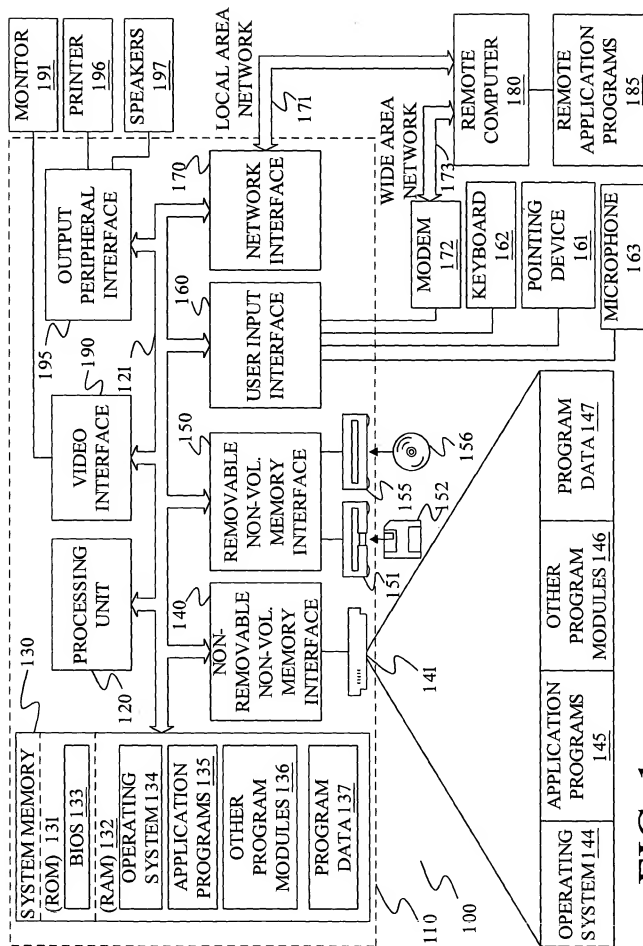 SYSTEM MEMORY
130
(ROM) 131
BIOS 133
(RAM) 132
OPERATING
SYSTEM 134
APPLICATION
PROGRAMS 135
OTHER
PROGRAM
MODULES 136
PROGRAM
DATA 137
PROCESSING
UNIT
120
VIDEO
INTERFACE
190
121
OUTPUT
PERIPHERAL
INTERFACE
195
MONITOR
191
PRINTER
196
SPEAKERS
197
NON-
REMOVABLE
NON-VOL.
MEMORY
INTERFACE
140
REMOVABLE
NON-VOL.
MEMORY
INTERFACE
150
USER INPUT
INTERFACE
160
NETWORK
INTERFACE
170
LOCAL AREA
NETWORK
171
141
151
152
155
156
110
100
WIDE AREA
NETWORK
173
MODEM
172
KEYBOARD
162
POINTING
DEVICE
161
MICROPHONE
163
REMOTE
COMPUTER
180
REMOTE
APPLICATION
PROGRAMS
185
OPERATING
SYSTEM 144
APPLICATION
PROGRAMS
145
OTHER
PROGRAM
MODULES 146
PROGRAM
DATA 147